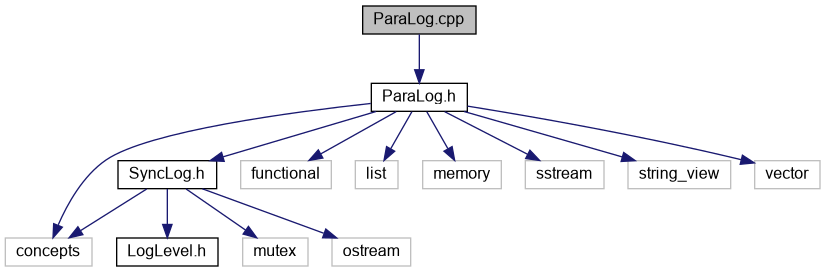 ParaLog.cpp
ParaLog.h
SyncLog.h
functional
list
memory
sstream
string_view
vector
concepts
LogLevel.h
mutex
ostream